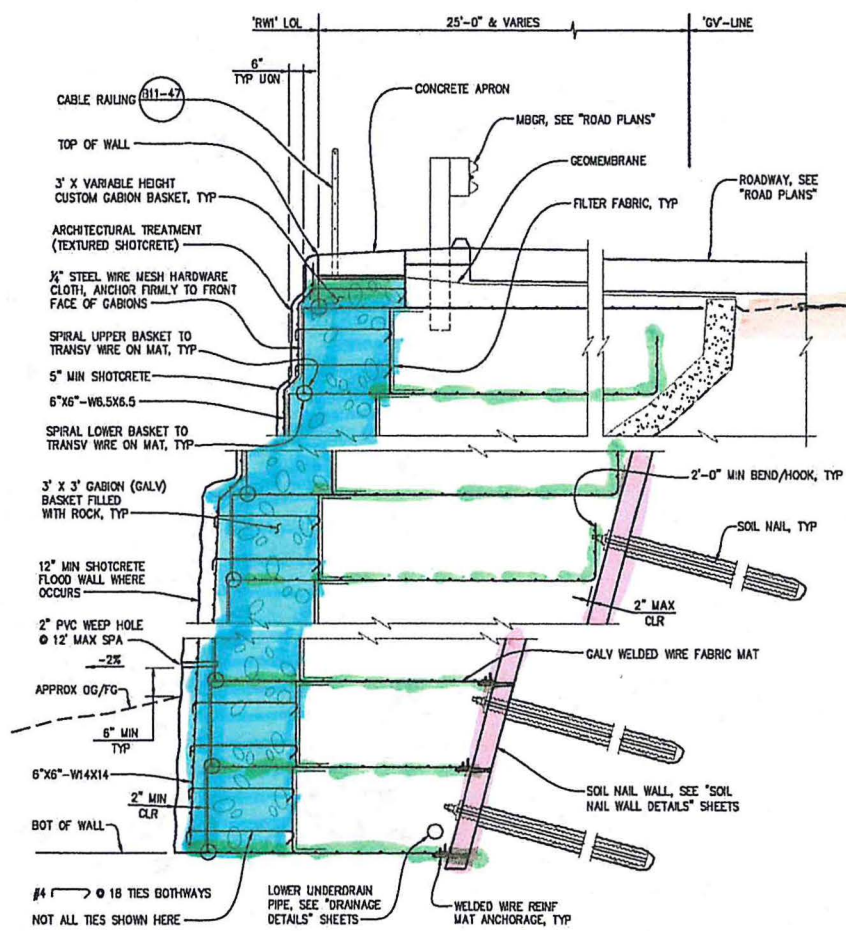 'RW1' LOL
25'-0" & VARIES
'GV'-LINE
6"
TYP UON
CABLE RAILING
B11-47
CONCRETE APRON
MBGR, SEE "ROAD PLANS"
TOP OF WALL
GEOMEMBRANE
ROADWAY, SEE
"ROAD PLANS"
3' X VARIABLE HEIGHT
CUSTOM GABION BASKET, TYP
FILTER FABRIC, TYP
ARCHITECTURAL TREATMENT
(TEXTURED SHOTCRETE)
¼" STEEL WIRE MESH HARDWARE
CLOTH, ANCHOR FIRMLY TO FRONT
FACE OF GABIONS
SPIRAL UPPER BASKET TO
TRANSV WIRE ON MAT, TYP
5" MIN SHOTCRETE
6"X6"-W6.5X6.5
SPIRAL LOWER BASKET TO
TRANSV WIRE ON MAT, TYP
2'-0" MIN BEND/HOOK, TYP
3' X 3' GABION (GALV)
BASKET FILLED
WITH ROCK, TYP
SOIL NAIL, TYP
12" MIN SHOTCRETE
FLOOD WALL WHERE
OCCURS
2" MAX
CLR
2" PVC WEEP HOLE
@ 12' MAX SPA
-2%
GALV WELDED WIRE FABRIC MAT
APPROX OG/FG
6" MIN
TYP
6"X6"-W14X14
SOIL NAIL WALL, SEE "SOIL
NAIL WALL DETAILS" SHEETS
2" MIN
CLR
BOT OF WALL
#4 @ 18 TIES BOTHWAYS
NOT ALL TIES SHOWN HERE
LOWER UNDERDRAIN
PIPE, SEE "DRAINAGE
DETAILS" SHEETS
WELDED WIRE REINF
MAT ANCHORAGE, TYP